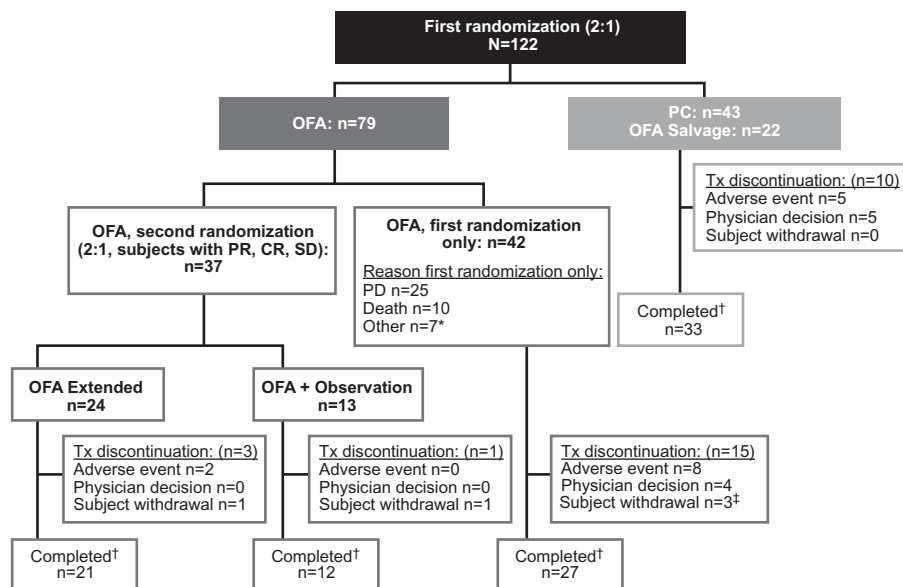 First randomization (2:1)
N=122
OFA: n=79
PC: n=43
OFA Salvage: n=22
Tx discontinuation: (n=10)
Adverse event n=5
Physician decision n=5
Subject withdrawal n=0
Completed†
n=33
OFA, second randomization
(2:1, subjects with PR, CR, SD):
n=37
OFA, first randomization
only: n=42
Reason first randomization only:
PD n=25
Death n=10
Other n=7*
OFA Extended
n=24
OFA + Observation
n=13
Tx discontinuation: (n=3)
Adverse event n=2
Physician decision n=0
Subject withdrawal n=1
Tx discontinuation: (n=1)
Adverse event n=0
Physician decision n=0
Subject withdrawal n=1
Tx discontinuation: (n=15)
Adverse event n=8
Physician decision n=4
Subject withdrawal n=3‡
Completed†
n=21
Completed†
n=12
Completed†
n=27